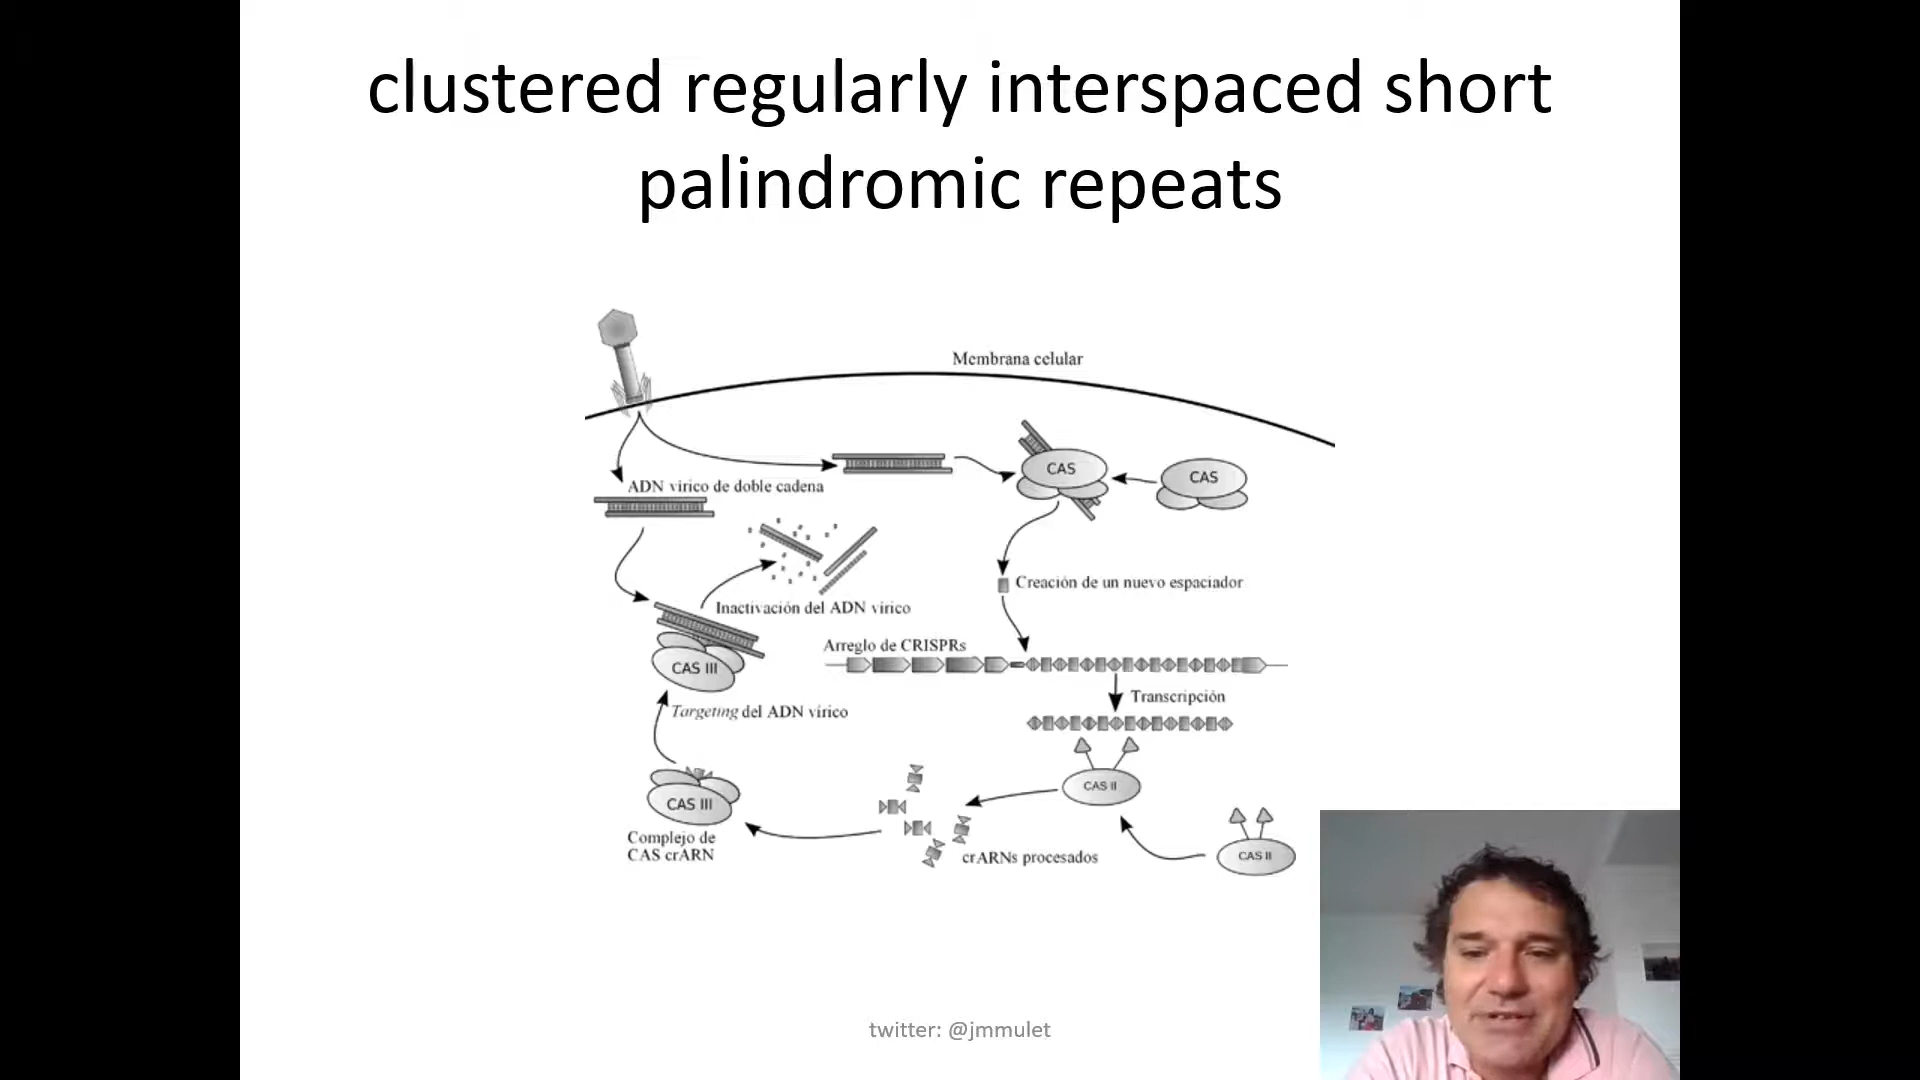 clustered regularly interspaced short
palindromic repeats
Membrana celular
CAS
CAS
ADN vírico de doble cadena
Creación de un nuevo espaciador
Inactivación del ADN vírico
Arreglo de CRISPRs
CAS III
Transcripción
Targeting del ADN vírico
CAS II
CAS III
Complejo de
CAS crARN
crARNs procesados
CAS II
twitter: @jmmulet